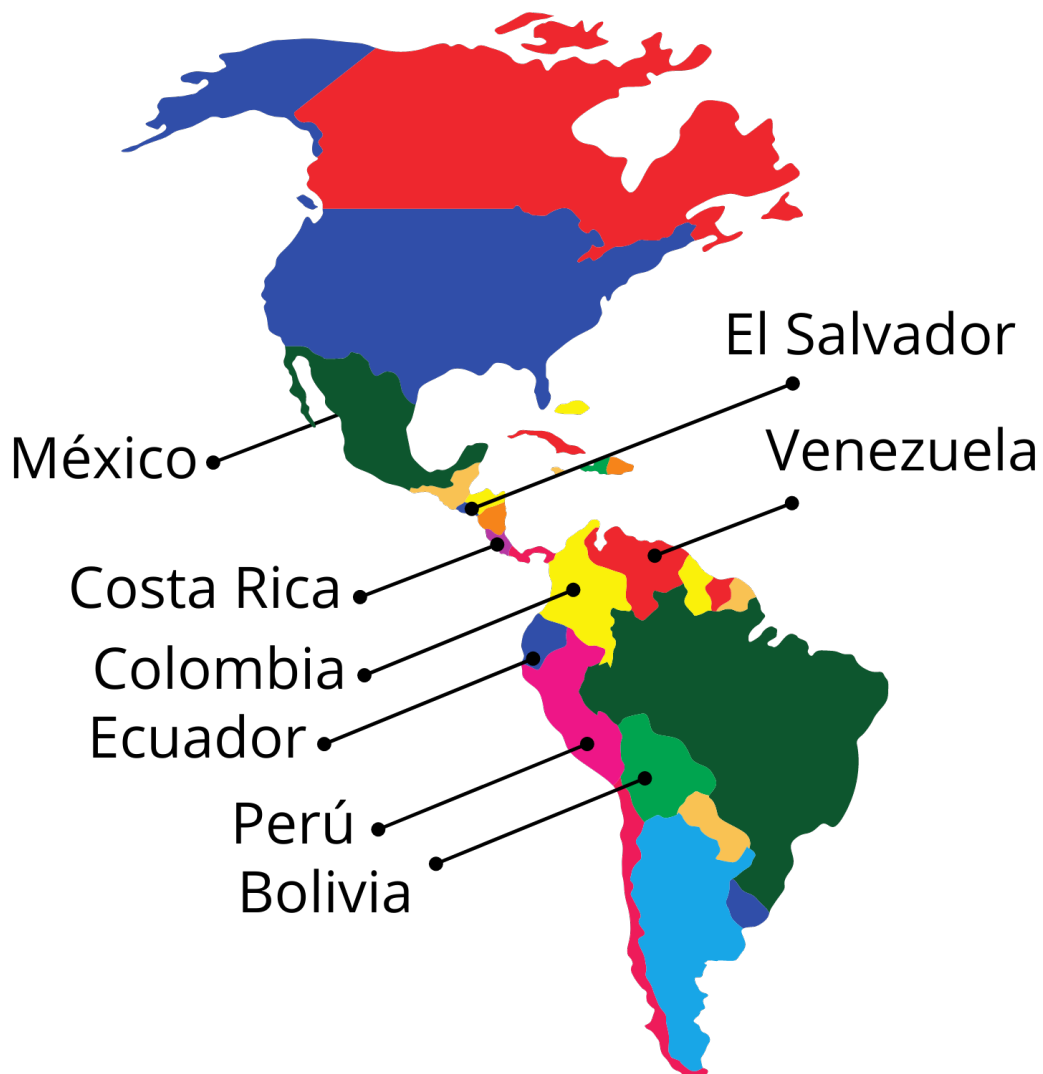 El Salvador
México
Venezuela
Costa Rica
Colombia
Ecuador
Perú
Bolivia